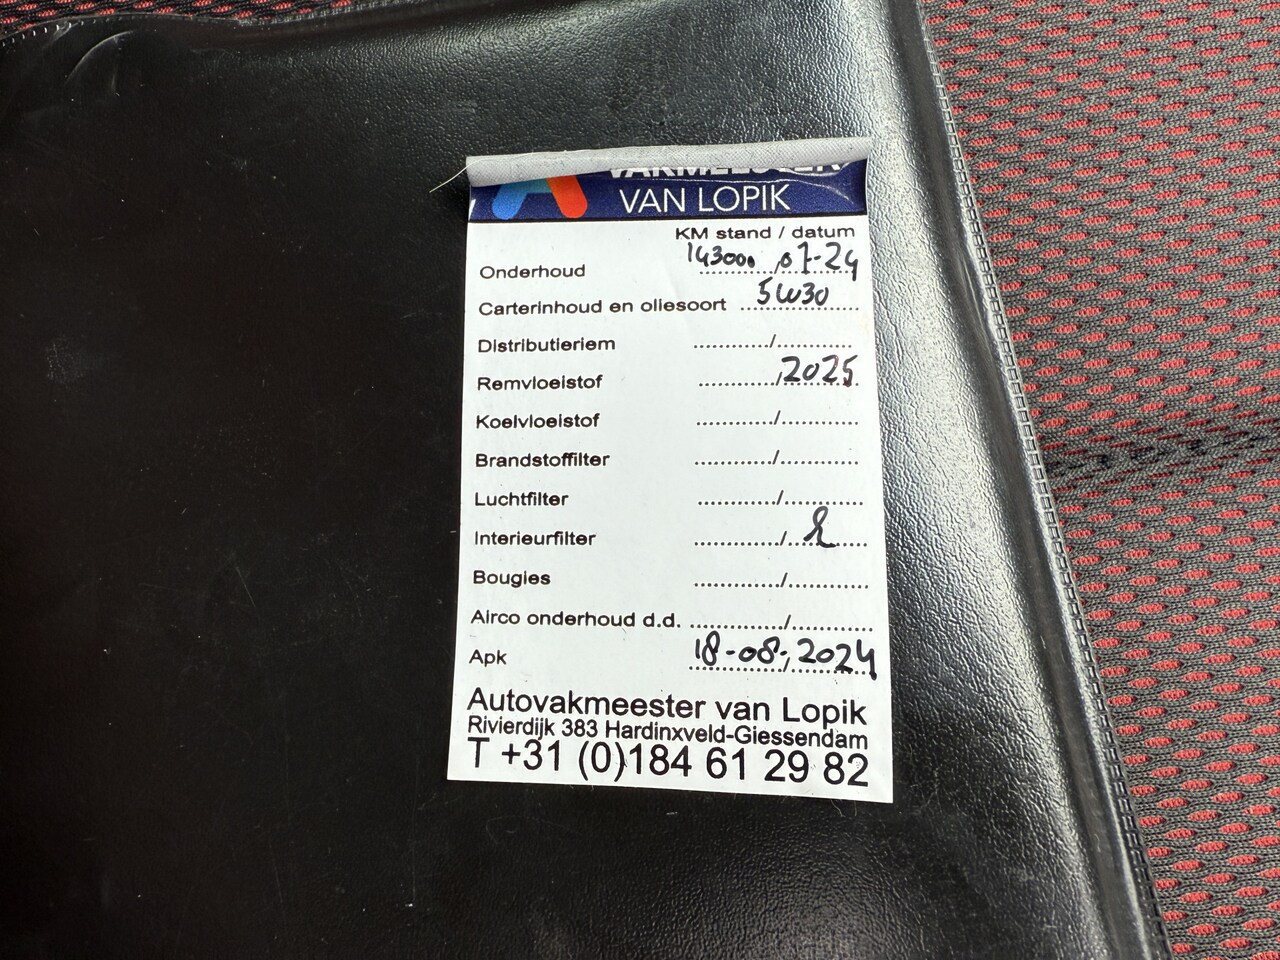 VAKMEESTER
VAN LOPIK
KM stand / datum
Onderhoud 143000 / 07-24
Carterinhoud en oliesoort 5W30
Distributieriem ........../..........
Remvloeistof ........../2025
Koelvloeistof ........../..........
Brandstoffilter ........../..........
Luchtfilter ........../..........
Interieurfilter ........../..........
Bougies ........../..........
Airco onderhoud d.d. ........../..........
Apk 18-08-2024
Autovakmeester van Lopik
Rivierdijk 383 Hardinxveld-Giessendam
T +31 (0)184 61 29 82